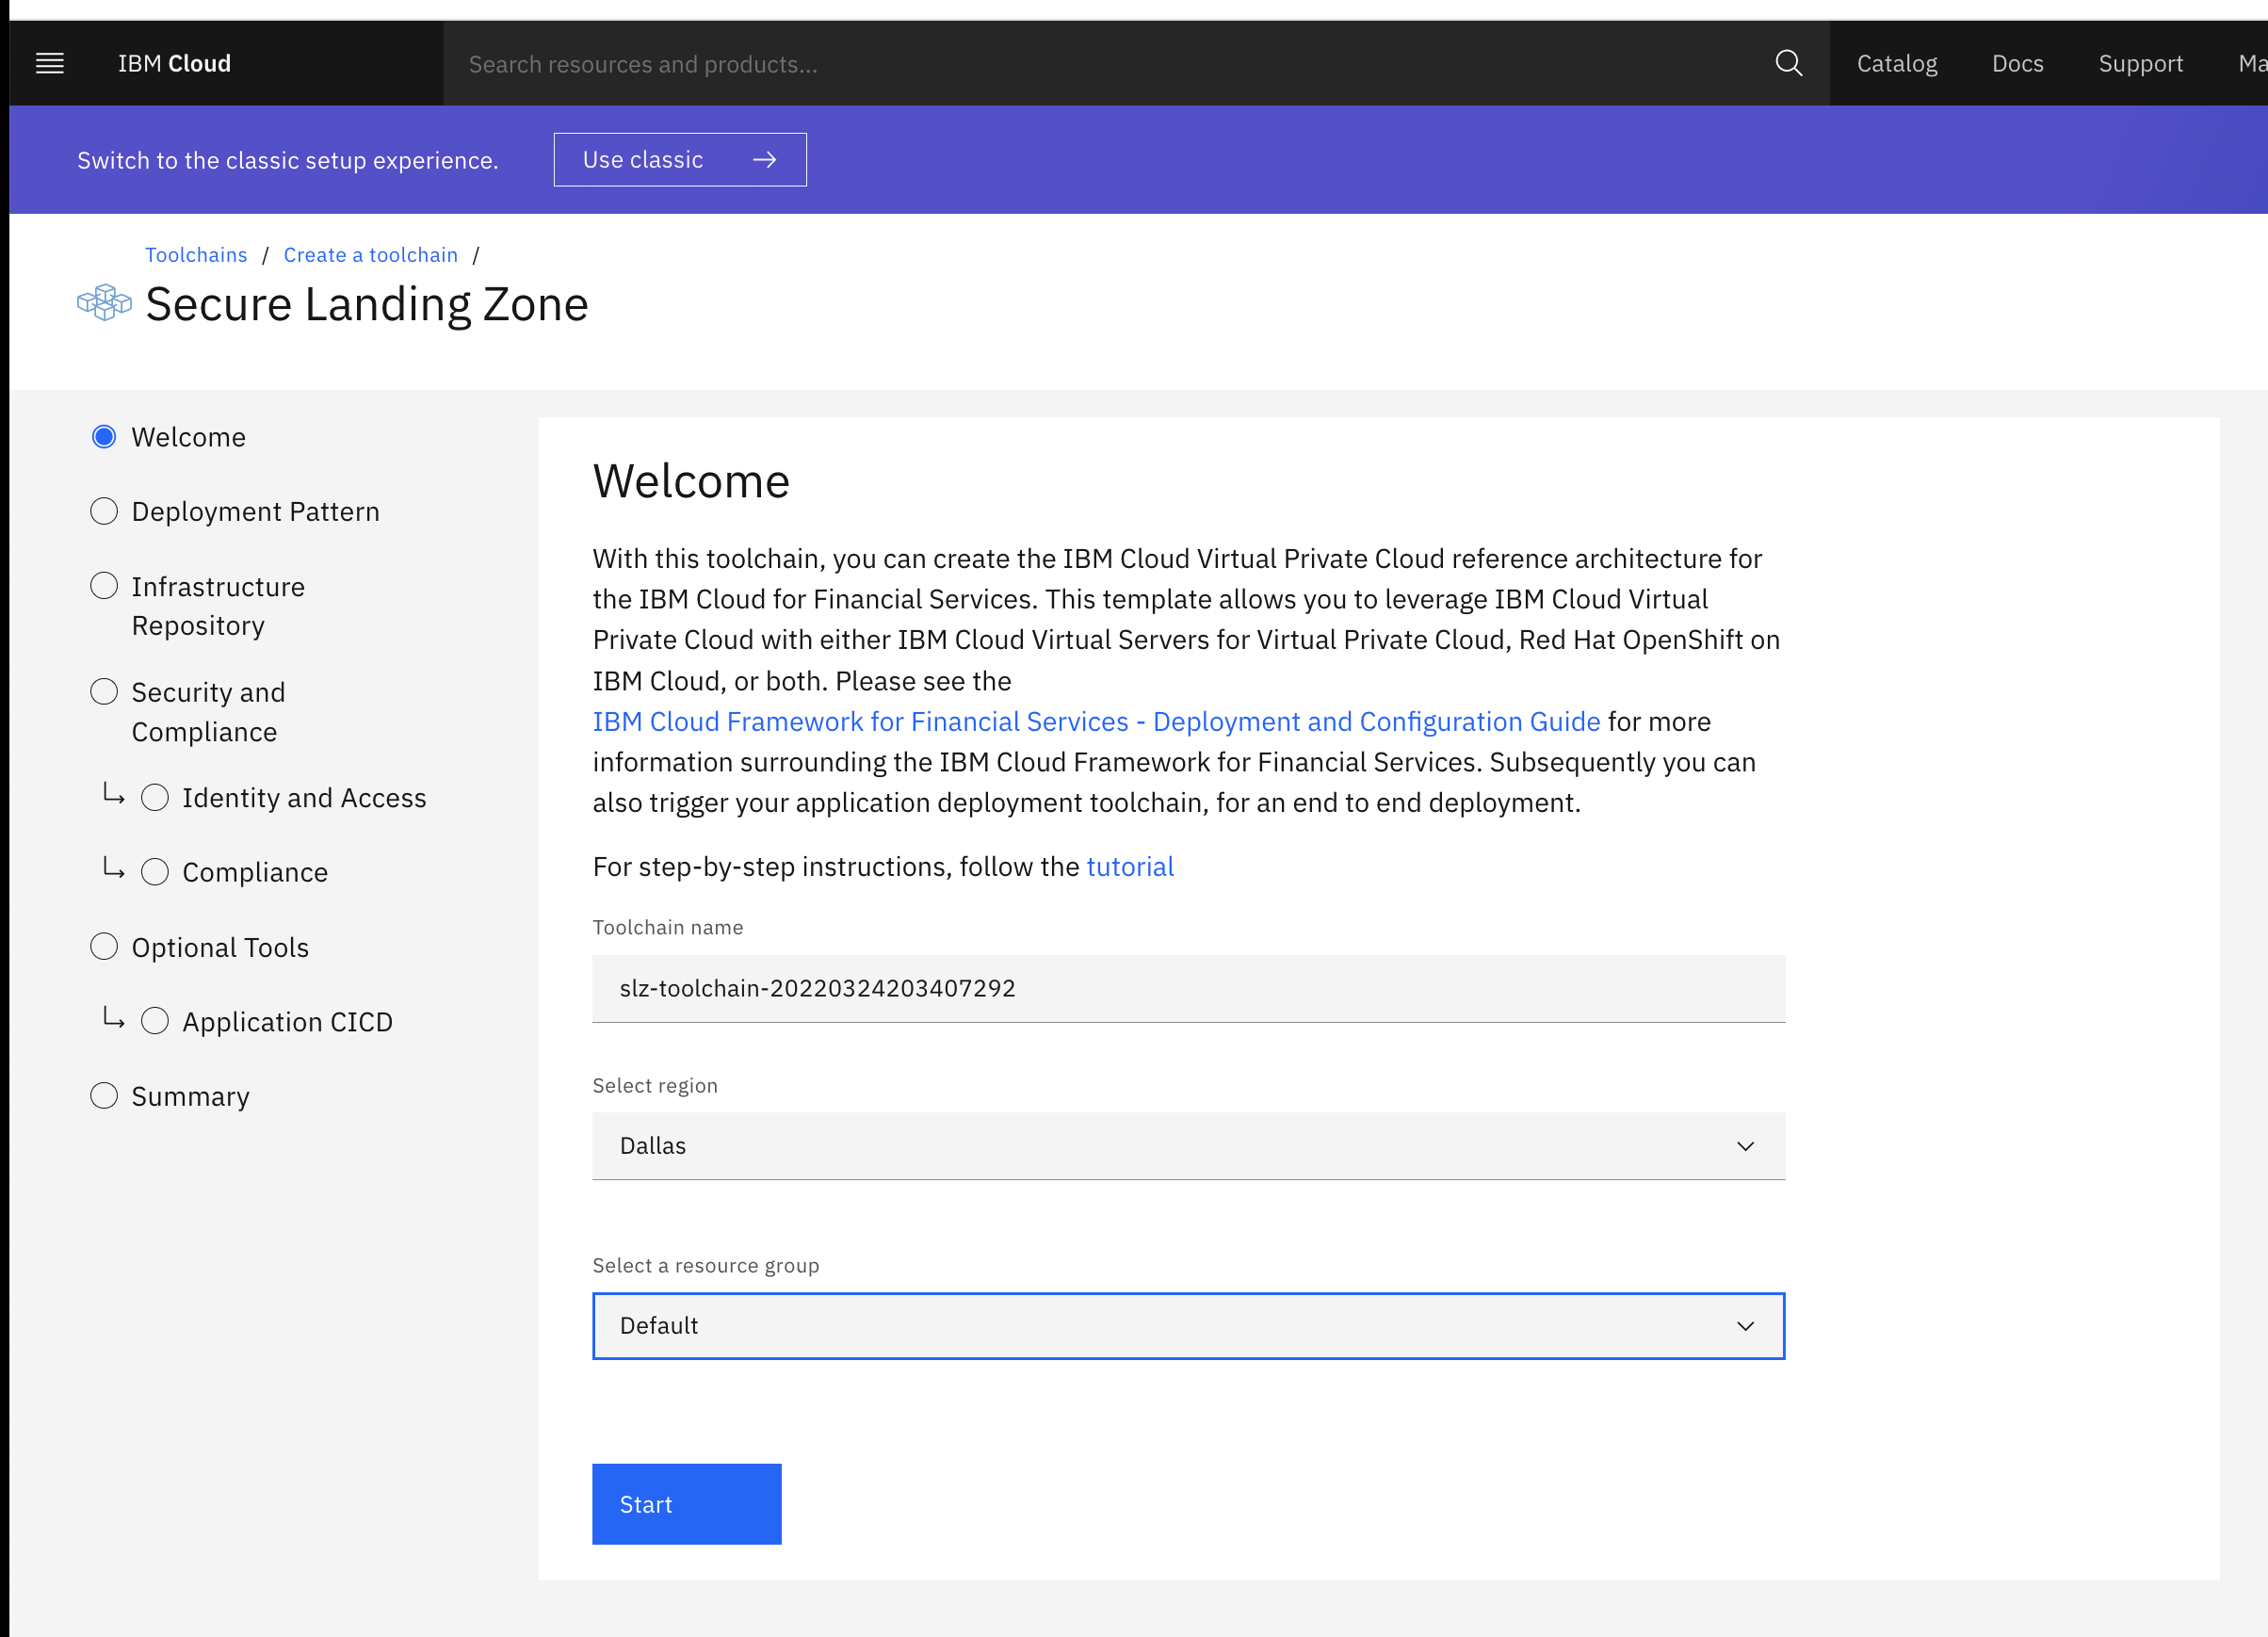 IBM Cloud
Search resources and products...
Catalog
Docs
Support
Switch to the classic setup experience.
Use classic
Toolchains / Create a toolchain /
Secure Landing Zone
Welcome
Deployment Pattern
Infrastructure
Repository
Security and
Compliance
Identity and Access
Compliance
Optional Tools
Application CICD
Summary
Welcome
With this toolchain, you can create the IBM Cloud Virtual Private Cloud reference architecture for
the IBM Cloud for Financial Services. This template allows you to leverage IBM Cloud Virtual
Private Cloud with either IBM Cloud Virtual Servers for Virtual Private Cloud, Red Hat OpenShift on
IBM Cloud, or both. Please see the
IBM Cloud Framework for Financial Services - Deployment and Configuration Guide for more
information surrounding the IBM Cloud Framework for Financial Services. Subsequently you can
also trigger your application deployment toolchain, for an end to end deployment.
For step-by-step instructions, follow the tutorial
Toolchain name
slz-toolchain-20220324203407292
Select region
Dallas
Select a resource group
Default
Start